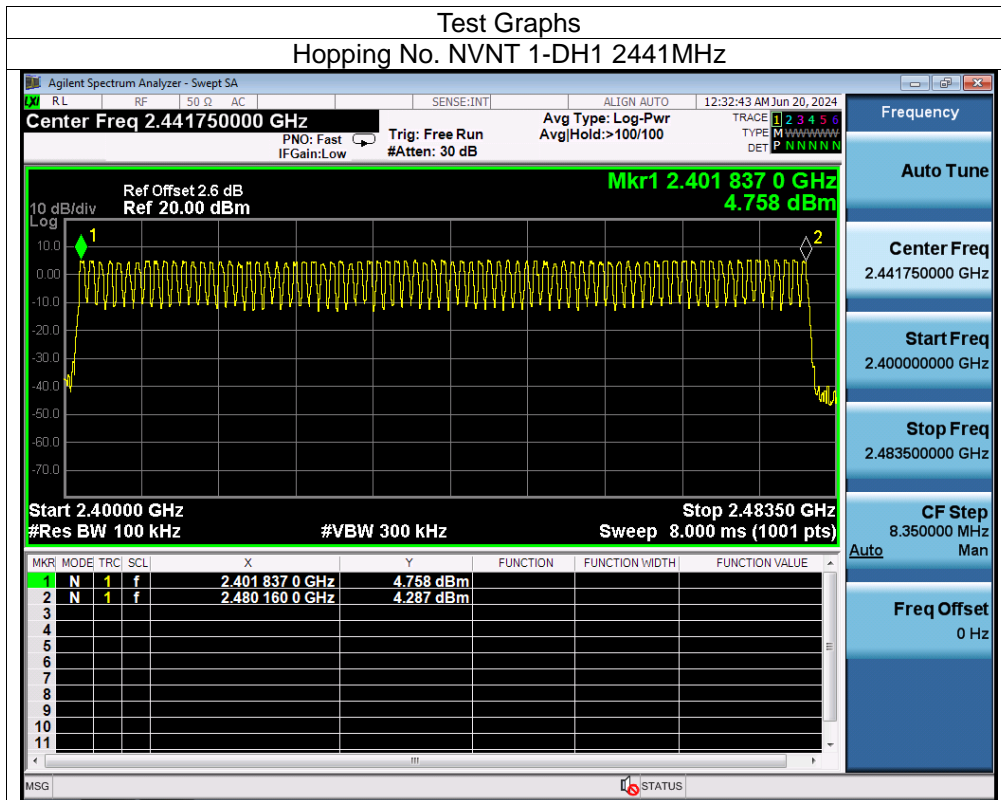 Test Graphs
Hopping No. NVNT 1-DH1 2441MHz
Agilent Spectrum Analyzer - Swept SA
LXI RL RF 50 Ω AC SENSE:INT ALIGN AUTO 12:32:43 AM Jun 20, 2024
Center Freq 2.441750000 GHz
PNO: Fast
IFGain:Low
Trig: Free Run
#Atten: 30 dB
Avg Type: Log-Pwr
Avg|Hold:>100/100
TRACE 1 2 3 4 5 6
TYPE M WWWWW
DET P N N N N N
Ref Offset 2.6 dB
10 dB/div Ref 20.00 dBm
Log
Mkr1 2.401 837 0 GHz
4.758 dBm
1
2
10.0
0.00
-10.0
-20.0
-30.0
-40.0
-50.0
-60.0
-70.0
Start 2.40000 GHz Stop 2.48350 GHz
#Res BW 100 kHz #VBW 300 kHz Sweep 8.000 ms (1001 pts)
MKR MODE TRC SCL X Y FUNCTION FUNCTION WIDTH FUNCTION VALUE
1 N 1 f 2.401 837 0 GHz 4.758 dBm
2 N 1 f 2.480 160 0 GHz 4.287 dBm
3
4
5
6
7
8
9
10
11
MSG STATUS
Frequency
Auto Tune
Center Freq
2.441750000 GHz
Start Freq
2.400000000 GHz
Stop Freq
2.483500000 GHz
CF Step
8.350000 MHz
Auto Man
Freq Offset
0 Hz